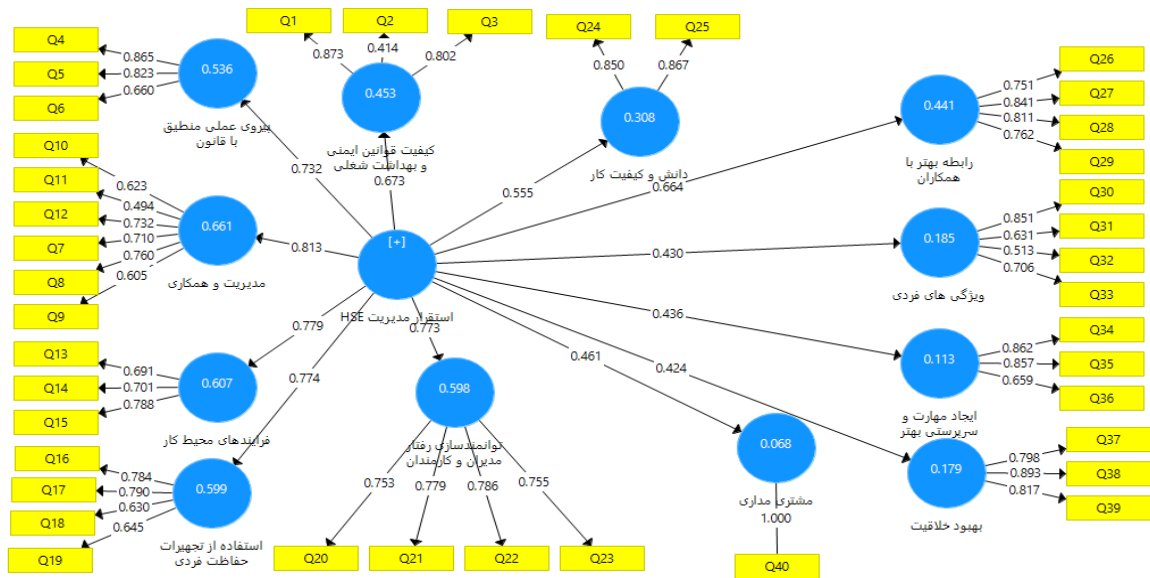 Q1
Q2
Q3
0.873
0.414
0.802
0.453
کیفیت قوانین ایمنی
و بهداشت شغلی
0.673
Q4
Q5
Q6
0.865
0.823
0.660
0.536
پیروی عملی منطبق
با قانون
0.732
Q10
Q11
Q12
Q7
Q8
Q9
0.623
0.494
0.732
0.710
0.760
0.605
0.661
مدیریت و همکاری
0.813
Q13
Q14
Q15
0.691
0.701
0.788
0.607
فرایندهای محیط کار
0.779
Q16
Q17
Q18
Q19
0.784
0.790
0.630
0.645
0.599
استفاده از تجهیرات
حفاظت فردی
0.774
[+]
استقرار مدیریت HSE
0.773
0.598
توانمندسازی رفتار
مدیران و کارمندان
0.753
0.779
0.786
0.755
Q20
Q21
Q22
Q23
Q24
Q25
0.850
0.867
0.308
دانش و کیفیت کار
0.555
Q26
Q27
Q28
Q29
0.751
0.841
0.811
0.762
0.441
رابطه بهتر با
همکاران
0.664
Q30
Q31
Q32
Q33
0.851
0.631
0.513
0.706
0.185
ویژگی های فردی
0.430
Q34
Q35
Q36
0.862
0.857
0.659
0.113
ایجاد مهارت و
سرپرستی بهتر
0.436
Q37
Q38
Q39
0.798
0.893
0.817
0.179
بهبود خلاقیت
0.424
0.461
0.068
مشتری مداری
1.000
Q40